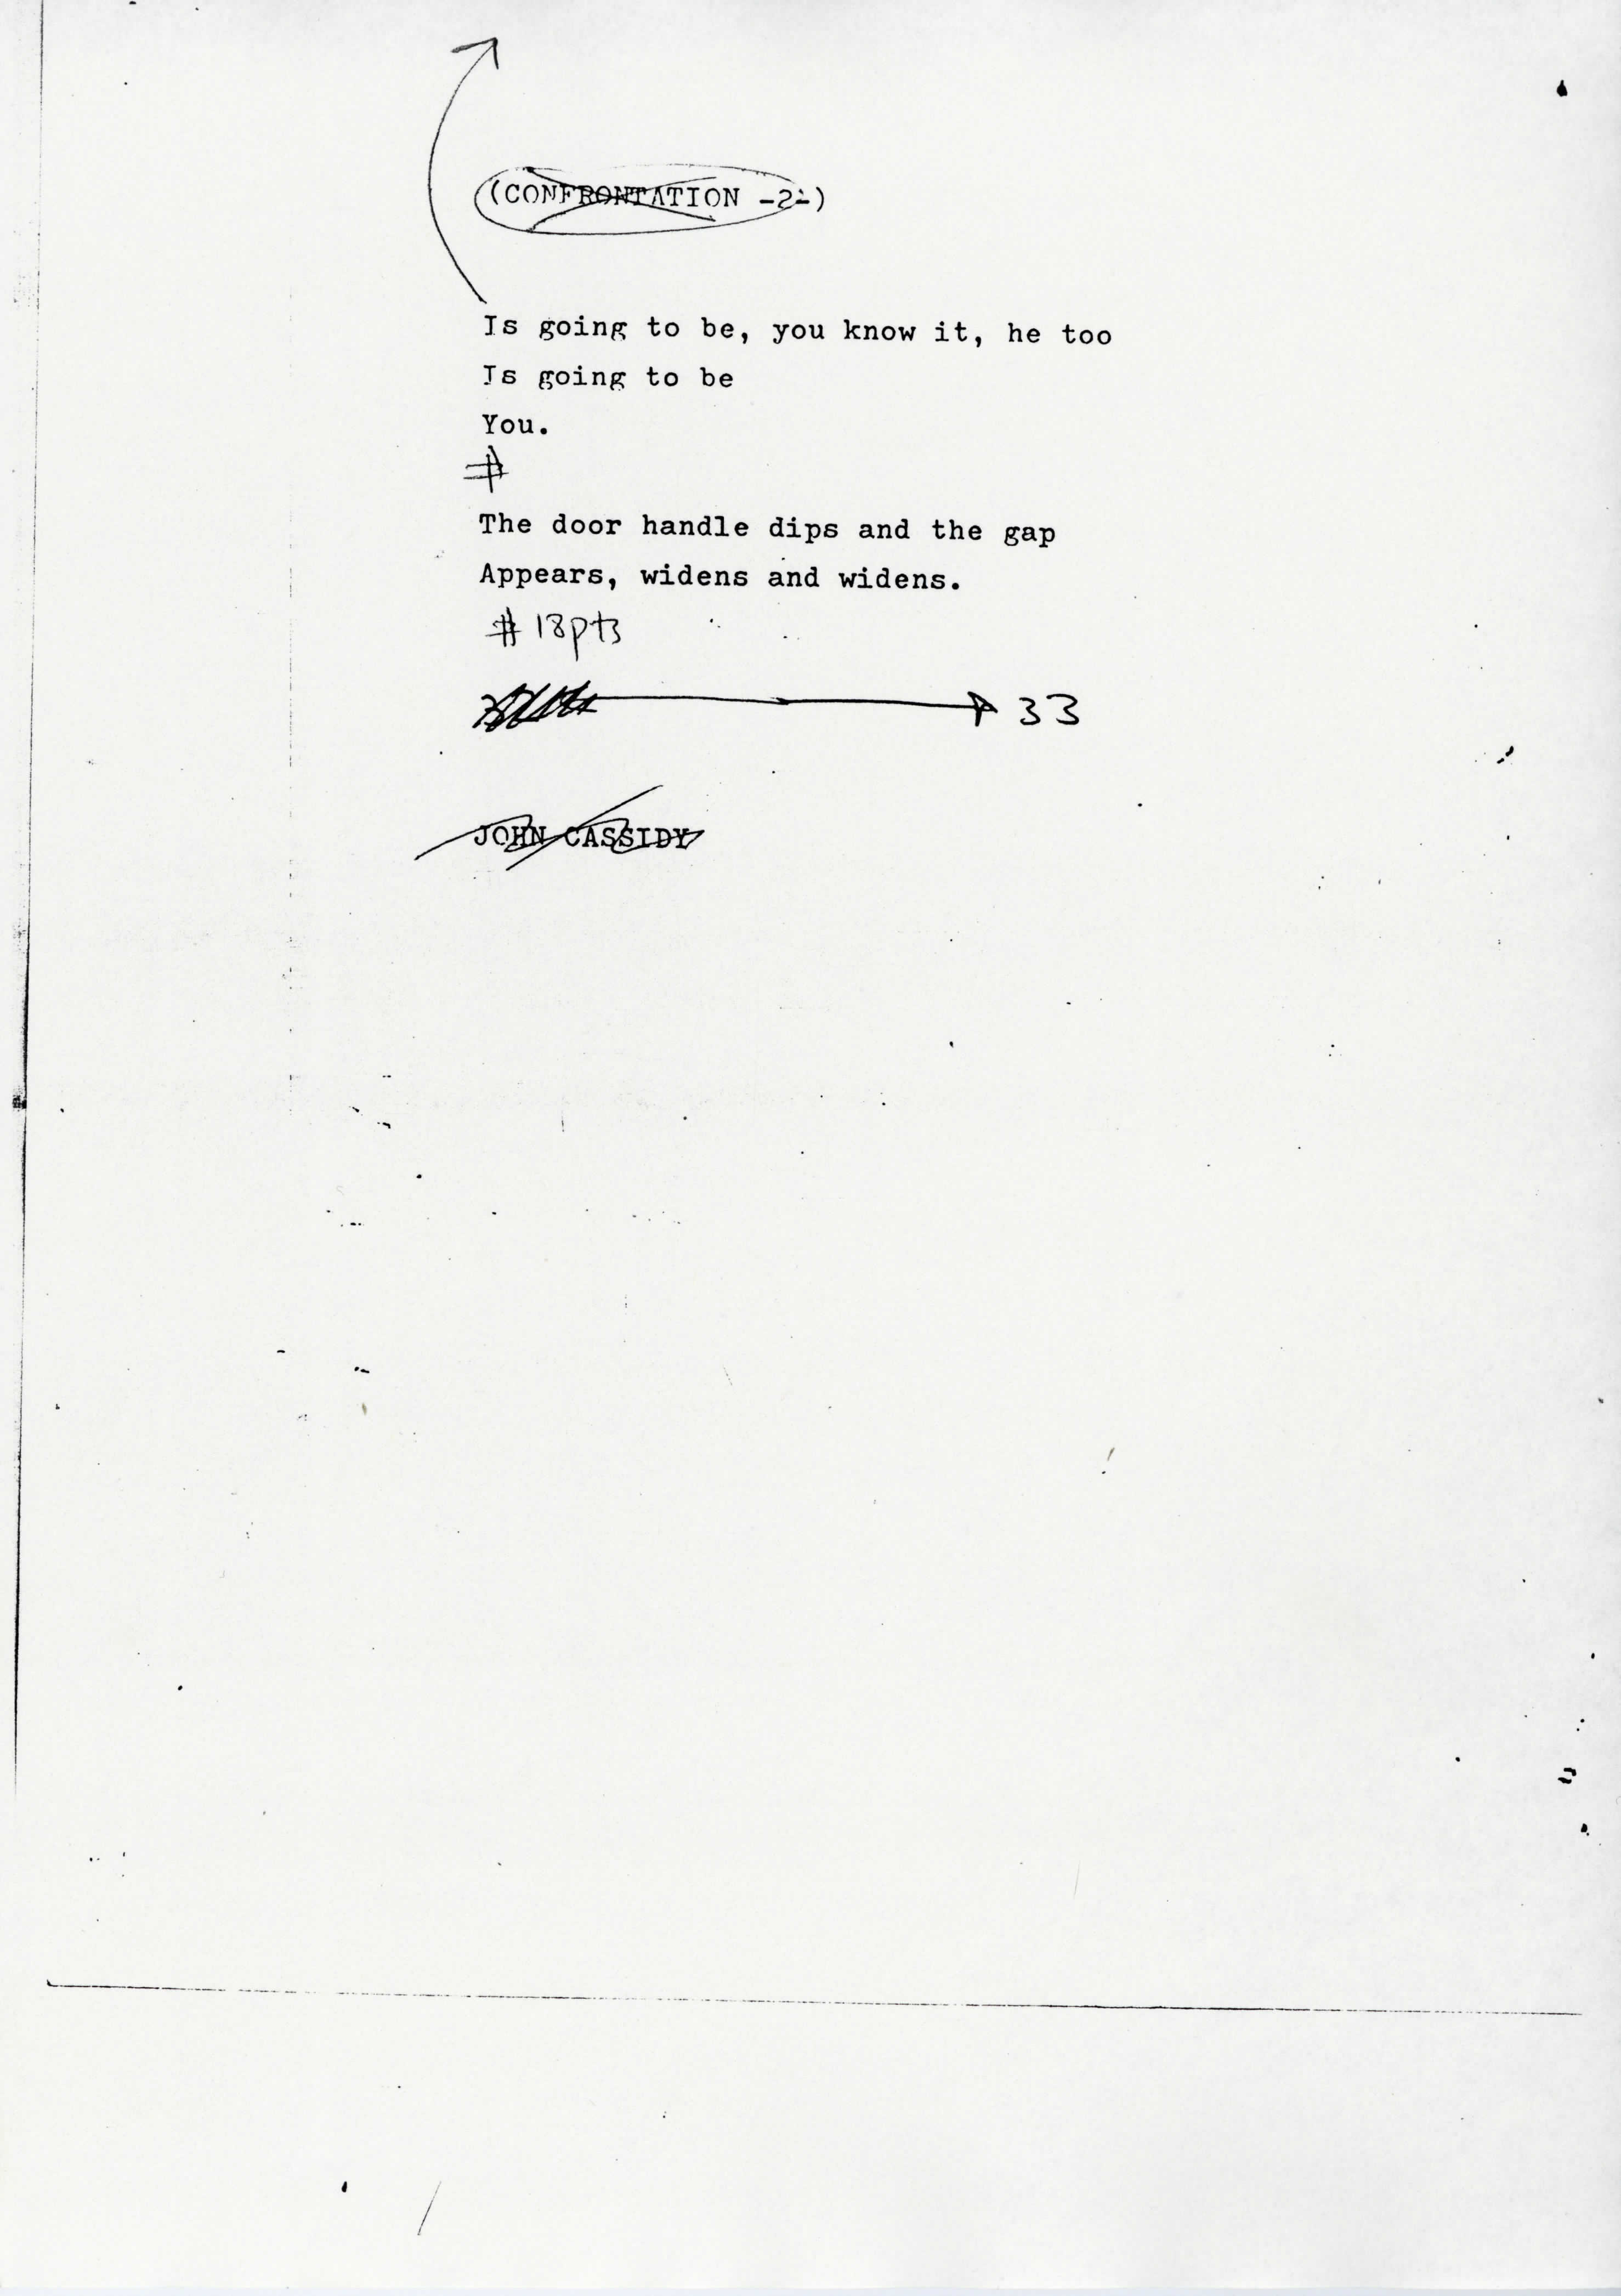 (CONFRONTATION -2-)
Is going to be, you know it, he too
Is going to be
You.
#
The door handle dips and the gap
Appears, widens and widens.
# 18pts
33
JOHN CASSIDY